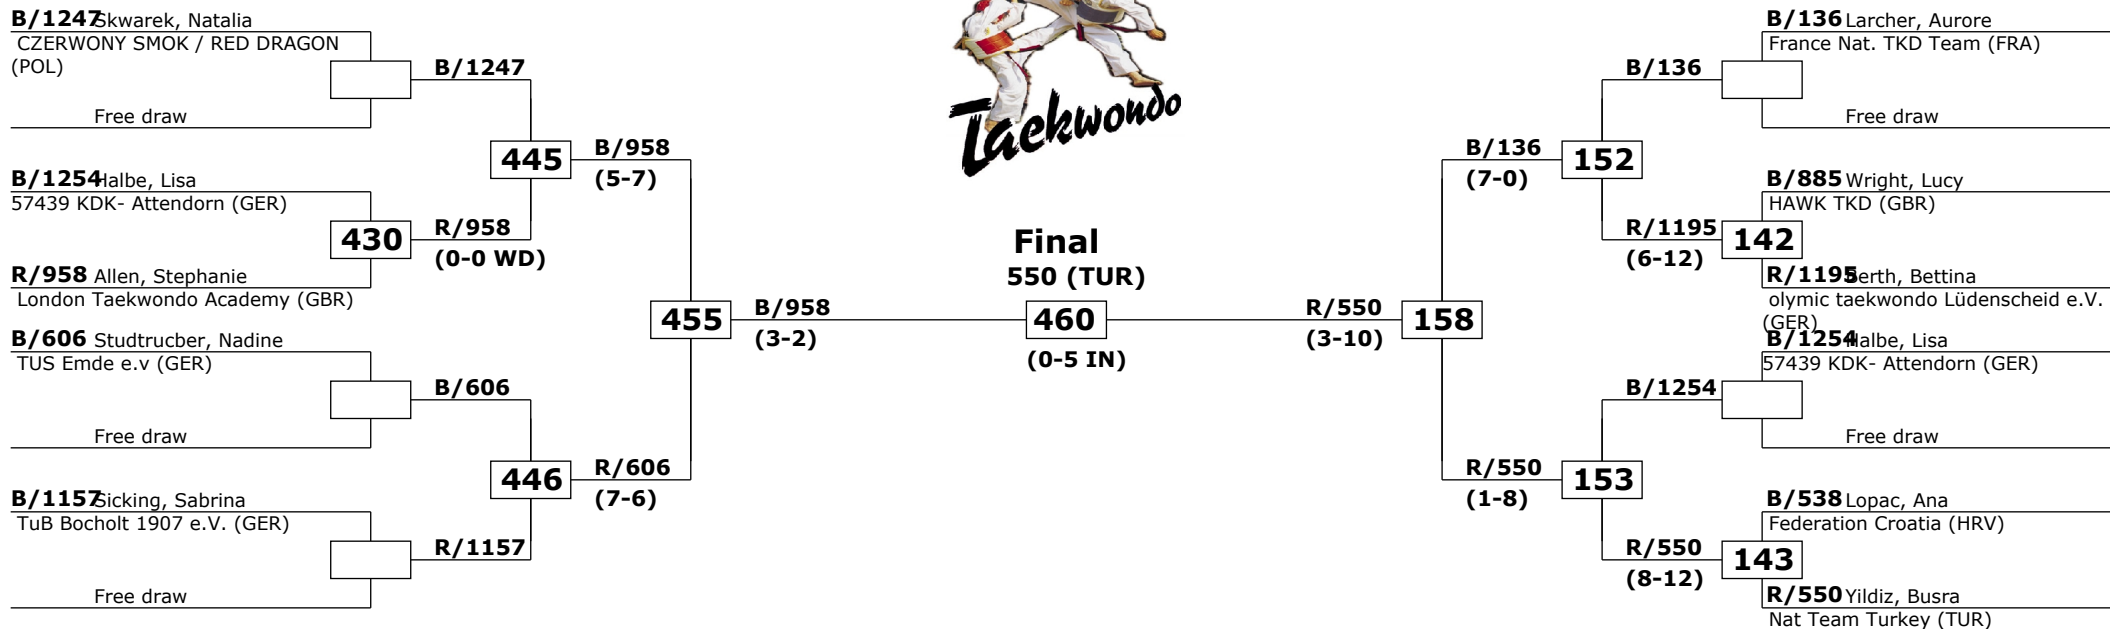 B/1247 Skwarek, Natalia
CZERWONY SMOK / RED DRAGON
(POL)
Free draw
B/1254 Halbe, Lisa
57439 KDK- Attendorn (GER)
R/958 Allen, Stephanie
London Taekwondo Academy (GBR)
B/606 Studtrucber, Nadine
TUS Emde e.v (GER)
Free draw
B/1157 Sicking, Sabrina
TuB Bocholt 1907 e.V. (GER)
Free draw
430
B/1247
R/958
(0-0 WD)
B/606
R/1157
445
446
B/958
(5-7)
R/606
(7-6)
455
B/958
(3-2)
Taekwondo
Final
550 (TUR)
460
(0-5 IN)
R/550
(3-10)
158
B/136
(7-0)
R/550
(1-8)
152
153
B/136
R/1195
(6-12)
B/1254
R/550
(8-12)
142
143
B/136 Larcher, Aurore
France Nat. TKD Team (FRA)
Free draw
B/885 Wright, Lucy
HAWK TKD (GBR)
R/1195 Berth, Bettina
olymic taekwondo Lüdenscheid e.V.
(GER)
B/1254 Halbe, Lisa
57439 KDK- Attendorn (GER)
Free draw
B/538 Lopac, Ana
Federation Croatia (HRV)
R/550 Yildiz, Busra
Nat Team Turkey (TUR)